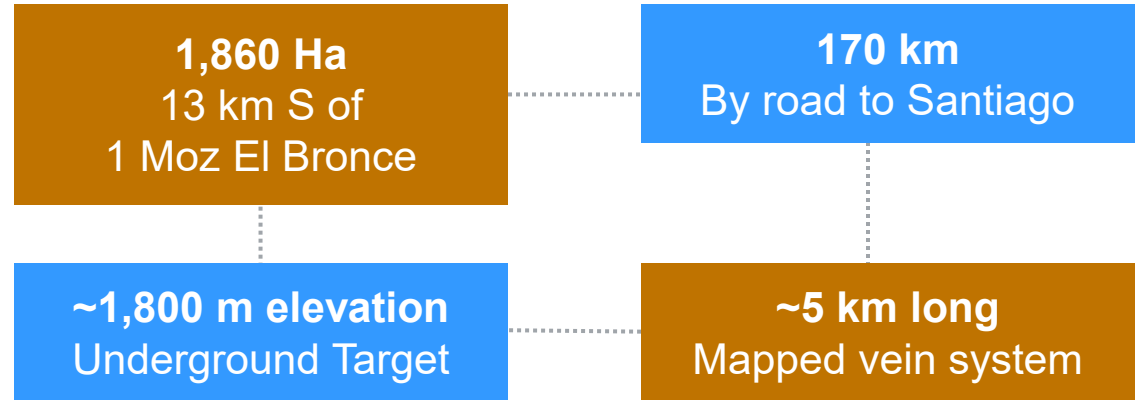 1,860 Ha
13 km S of
1 Moz El Bronce
170 km
By road to Santiago
~1,800 m elevation
Underground Target
~5 km long
Mapped vein system